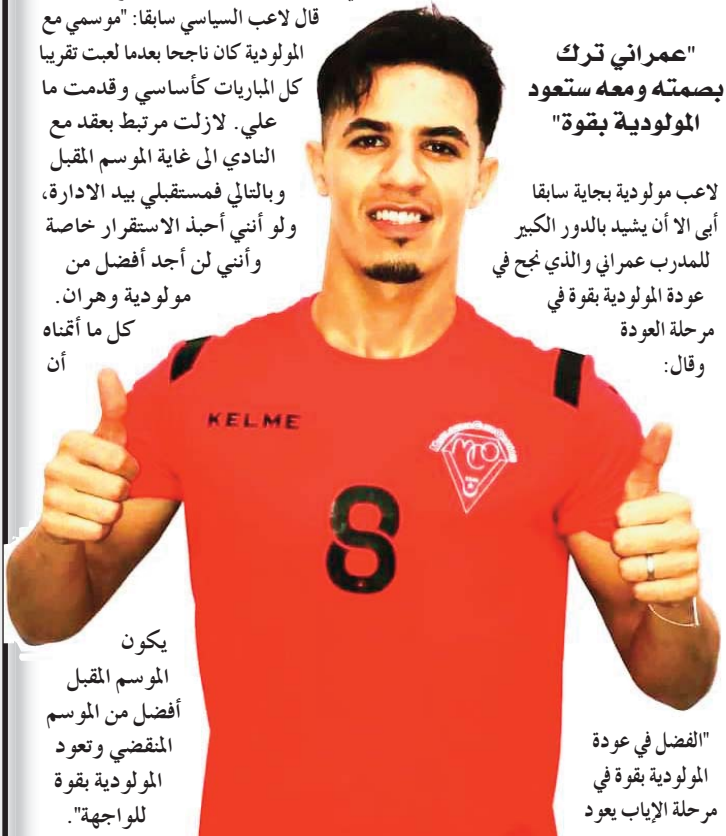 "عمراني ترك
بصمته ومعه ستعود
المولودية بقوة"
لاعب مولودية بجاية سابقا
أبى الا أن يشيد بالدور الكبير
للمدرب عمراني والذي نجح في
عودة المولودية بقوة في
مرحلة العودة
وقال:
"الفضل في عودة
المولودية بقوة في
مرحلة الإياب يعود
قال لاعب السياسي سابقا: "موسمي مع
المولودية كان ناجحا بعدما لعبت تقريبا
كل المباريات كأساسي وقدمت ما
علي. لازلت مرتبط بعقد مع
النادي الى غاية الموسم المقبل
وبالتالي فمستقبلي بيد الادارة،
ولو أنني أحبذ الاستقرار خاصة
وأنني لن أجد أفضل من
مولودية وهران.
كل ما أتمناه
أن
يكون
الموسم المقبل
أفضل من الموسم
المنقضي وتعود
المولودية بقوة
للواجهة".
KELME
MCO
8